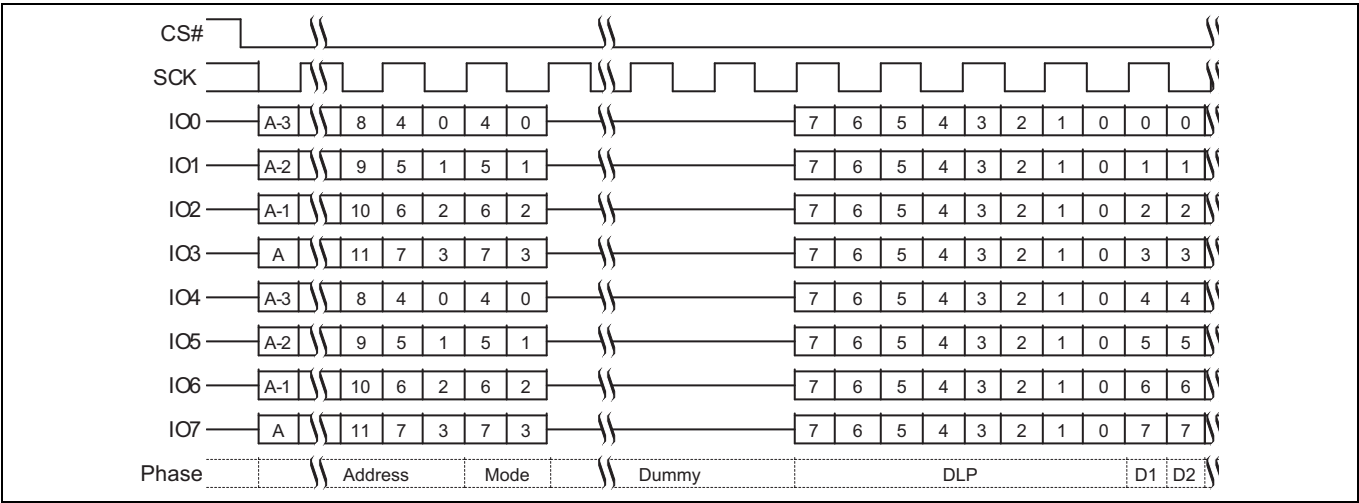 CS#
SCK
IO0 A-3 8 4 0 4 0 7 6 5 4 3 2 1 0 0 0
IO1 A-2 9 5 1 5 1 7 6 5 4 3 2 1 0 1 1
IO2 A-1 10 6 2 6 2 7 6 5 4 3 2 1 0 2 2
IO3 A 11 7 3 7 3 7 6 5 4 3 2 1 0 3 3
IO4 A-3 8 4 0 4 0 7 6 5 4 3 2 1 0 4 4
IO5 A-2 9 5 1 5 1 7 6 5 4 3 2 1 0 5 5
IO6 A-1 10 6 2 6 2 7 6 5 4 3 2 1 0 6 6
IO7 A 11 7 3 7 3 7 6 5 4 3 2 1 0 7 7
Phase Address Mode Dummy DLP D1 D2